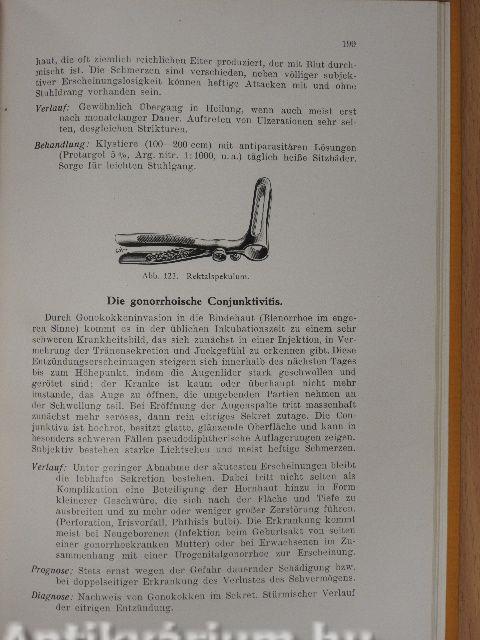 199
haut, die oft ziemlich reichlichen Eiter produziert, der mit Blut durch-
mischt ist. Die Schmerzen sind verschieden, neben völliger subjek-
tiver Erscheinungslosigkeit können heftige Attacken mit und ohne
Stuhldrang vorhanden sein.
Verlauf: Gewöhnlich Übergang in Heilung, wenn auch meist erst
nach monatelanger Dauer. Auftreten von Ulzerationen sehr sel-
ten, desgleichen Strikturen.
Behandlung: Klystiere (100–200 ccm) mit antiparasitären Lösungen
(Protargol 5%, Arg. nitr. 1:1000, u.a.) täglich heiße Sitzbäder.
Sorge für leichten Stuhlgang.
Abb. 123. Rektalspekulum.
Die gonorrhoische Conjunktivitis.
Durch Gonokokkeninvasion in die Bindehaut (Blenorrhoe im enge-
ren Sinne) kommt es in der üblichen Inkubationszeit zu einem sehr
schweren Krankheitsbild, das sich zunächst in einer Injektion, in Ver-
mehrung der Tränensekretion und Juckgefühl zu erkennen gibt. Diese
Entzündungserscheinungen steigern sich innerhalb des nächsten Tages
bis zum Höhepunkt, indem die Augenlider stark geschwollen und
gerötet sind; der Kranke ist kaum oder überhaupt nicht mehr
imstande, das Auge zu öffnen, die umgebenden Partien nehmen an
der Schwellung teil. Bei Eröffnung der Augenspalte tritt massenhaft
zunächst mehr seröses, dann rein eitriges Sekret zutage. Die Con-
junktiva ist hochrot, besitzt glatte, glänzende Oberfläche und kann in
besonders schweren Fällen pseudodiphtherische Auflagerungen zeigen.
Subjektiv bestehen starke Lichtscheu und meist heftige Schmerzen.
Verlauf: Unter geringer Abnahme der akutesten Erscheinungen bleibt
die lebhafte Sekretion bestehen. Dabei tritt nicht selten als
Komplikation eine Beteiligung der Hornhaut hinzu in Form
kleinerer Geschwüre, die sich nach der Fläche und Tiefe zu
ausbreiten und zu mehr oder weniger großer Zerstörung führen.
(Perforation, Irisvorfall, Phthisis bulbi). Die Erkrankung kommt
meist bei Neugeborenen (Infektion beim Geburtsakt von seiten
einer gonorrhoekranken Mutter) oder bei Erwachsenen im Zu-
sammenhang mit einer Urogenitalgonorrhoe zur Erscheinung.
Prognose: Stets ernst wegen der Gefahr dauernder Schädigung bzw.
bei doppelseitiger Erkrankung des Verlustes des Sehvermögens.
Diagnose: Nachweis von Gonokokken im Sekret. Stürmischer Verlauf
der eitrigen Entzündung.
Antikvárium.hu